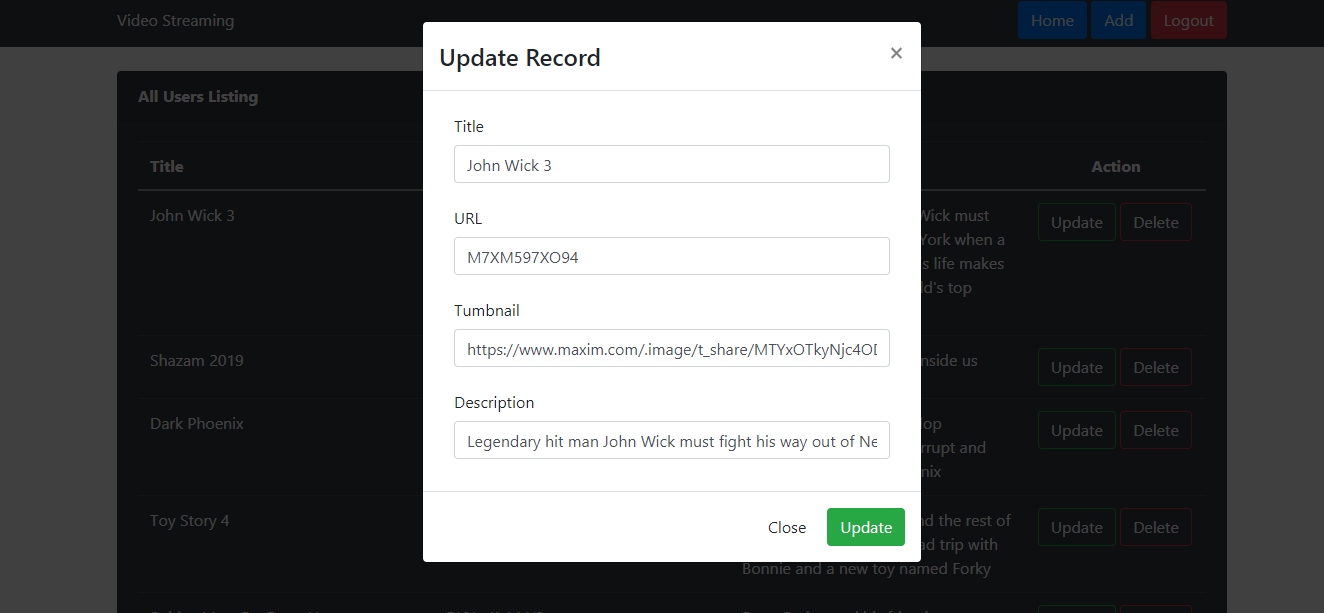 Video Streaming
Home
Add
Logout
Update Record
×
All Users Listing
Title
John Wick 3
URL
M7XM597XO94
Tumbnail
https://www.maxim.com/.image/t_share/MTYxOTkyNjc4OD
Description
Legendary hit man John Wick must fight his way out of Ne
Close
Update
Title
Action
John Wick 3
Wick must
York when a
s life makes
ld's top
Update
Delete
Shazam 2019
nside us
Update
Delete
Dark Phoenix
lop
rrupt and
nix
Update
Delete
Toy Story 4
nd the rest of
ad trip with
Bonnie and a new toy named Forky
Update
Delete